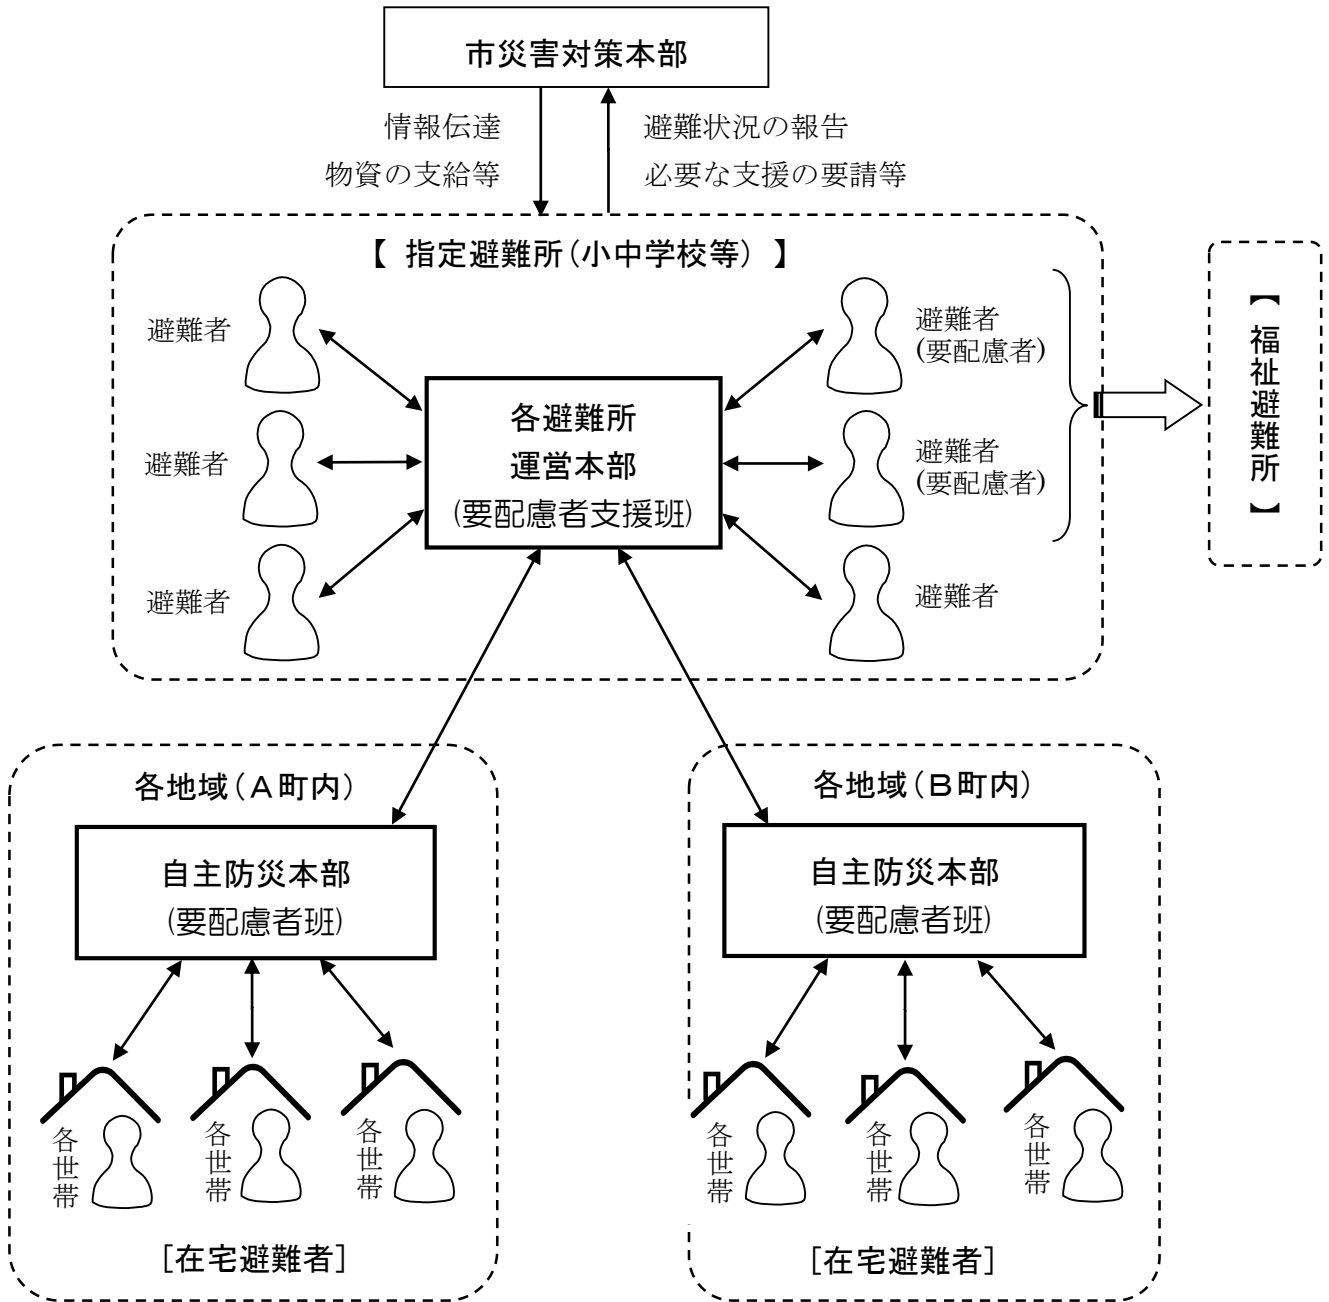 市災害対策本部
情報伝達
物資の支給等
避難状況の報告
必要な支援の要請等
【 指定避難所（小中学校等） 】
避難者
避難者
避難者
各避難所
運営本部
（要配慮者支援班）
避難者
(要配慮者)
避難者
(要配慮者)
避難者
【福祉避難所】
各地域（Ａ町内）
自主防災本部
（要配慮者班）
各世帯
各世帯
各世帯
［在宅避難者］
各地域（Ｂ町内）
自主防災本部
（要配慮者班）
各世帯
各世帯
各世帯
［在宅避難者］